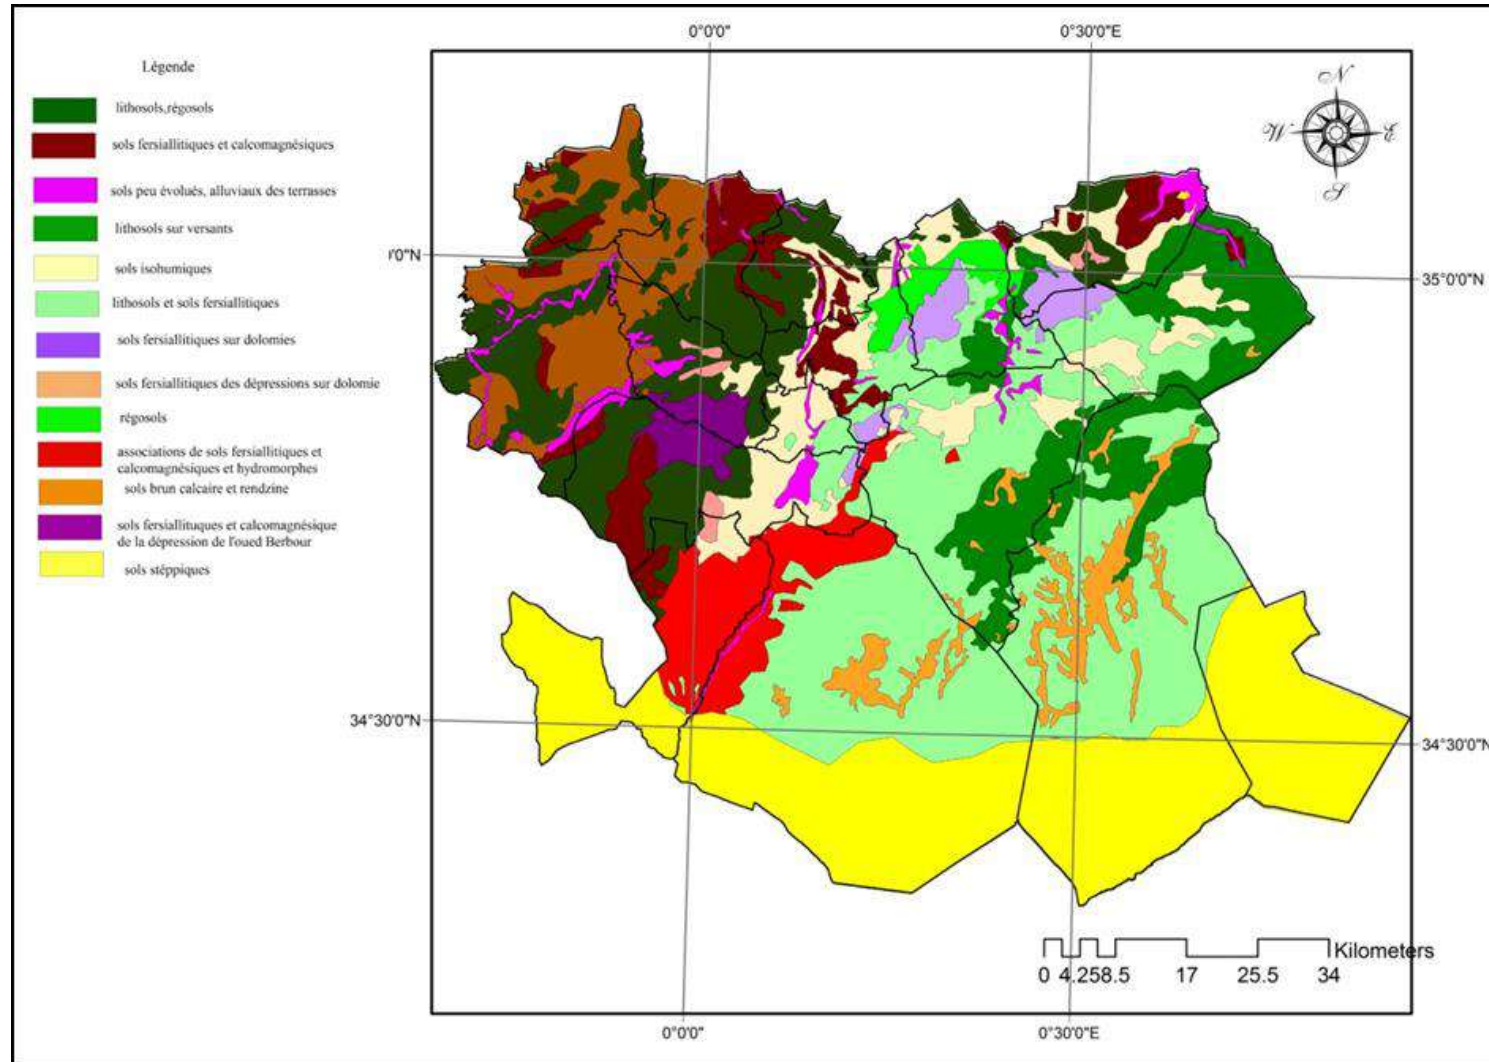 0°0'0"
0°30'0"E
Légende
lithosols,régosols
sols fersiallitiques et calcomagnésiques
sols peu évolués, alluviaux des terrasses
lithosols sur versants
sols isohumiques
lithosols et sols fersiallitiques
sols fersiallitiques sur dolomies
sols fersiallitiques des dépressions sur dolomie
régosols
associations de sols fersiallitiques et
calcomagnésiques et hydromorphes
sols brun calcaire et rendzine
sols fersiallituques et calcomagnésique
de la dépression de l'oued Berbour
sols stéppiques
N
W
E
S
0'N
35°0'0"N
34°30'0"N
34°30'0"N
Kilometers
0 4.25 8.5 17 25.5 34
0°0'0"
0°30'0"E